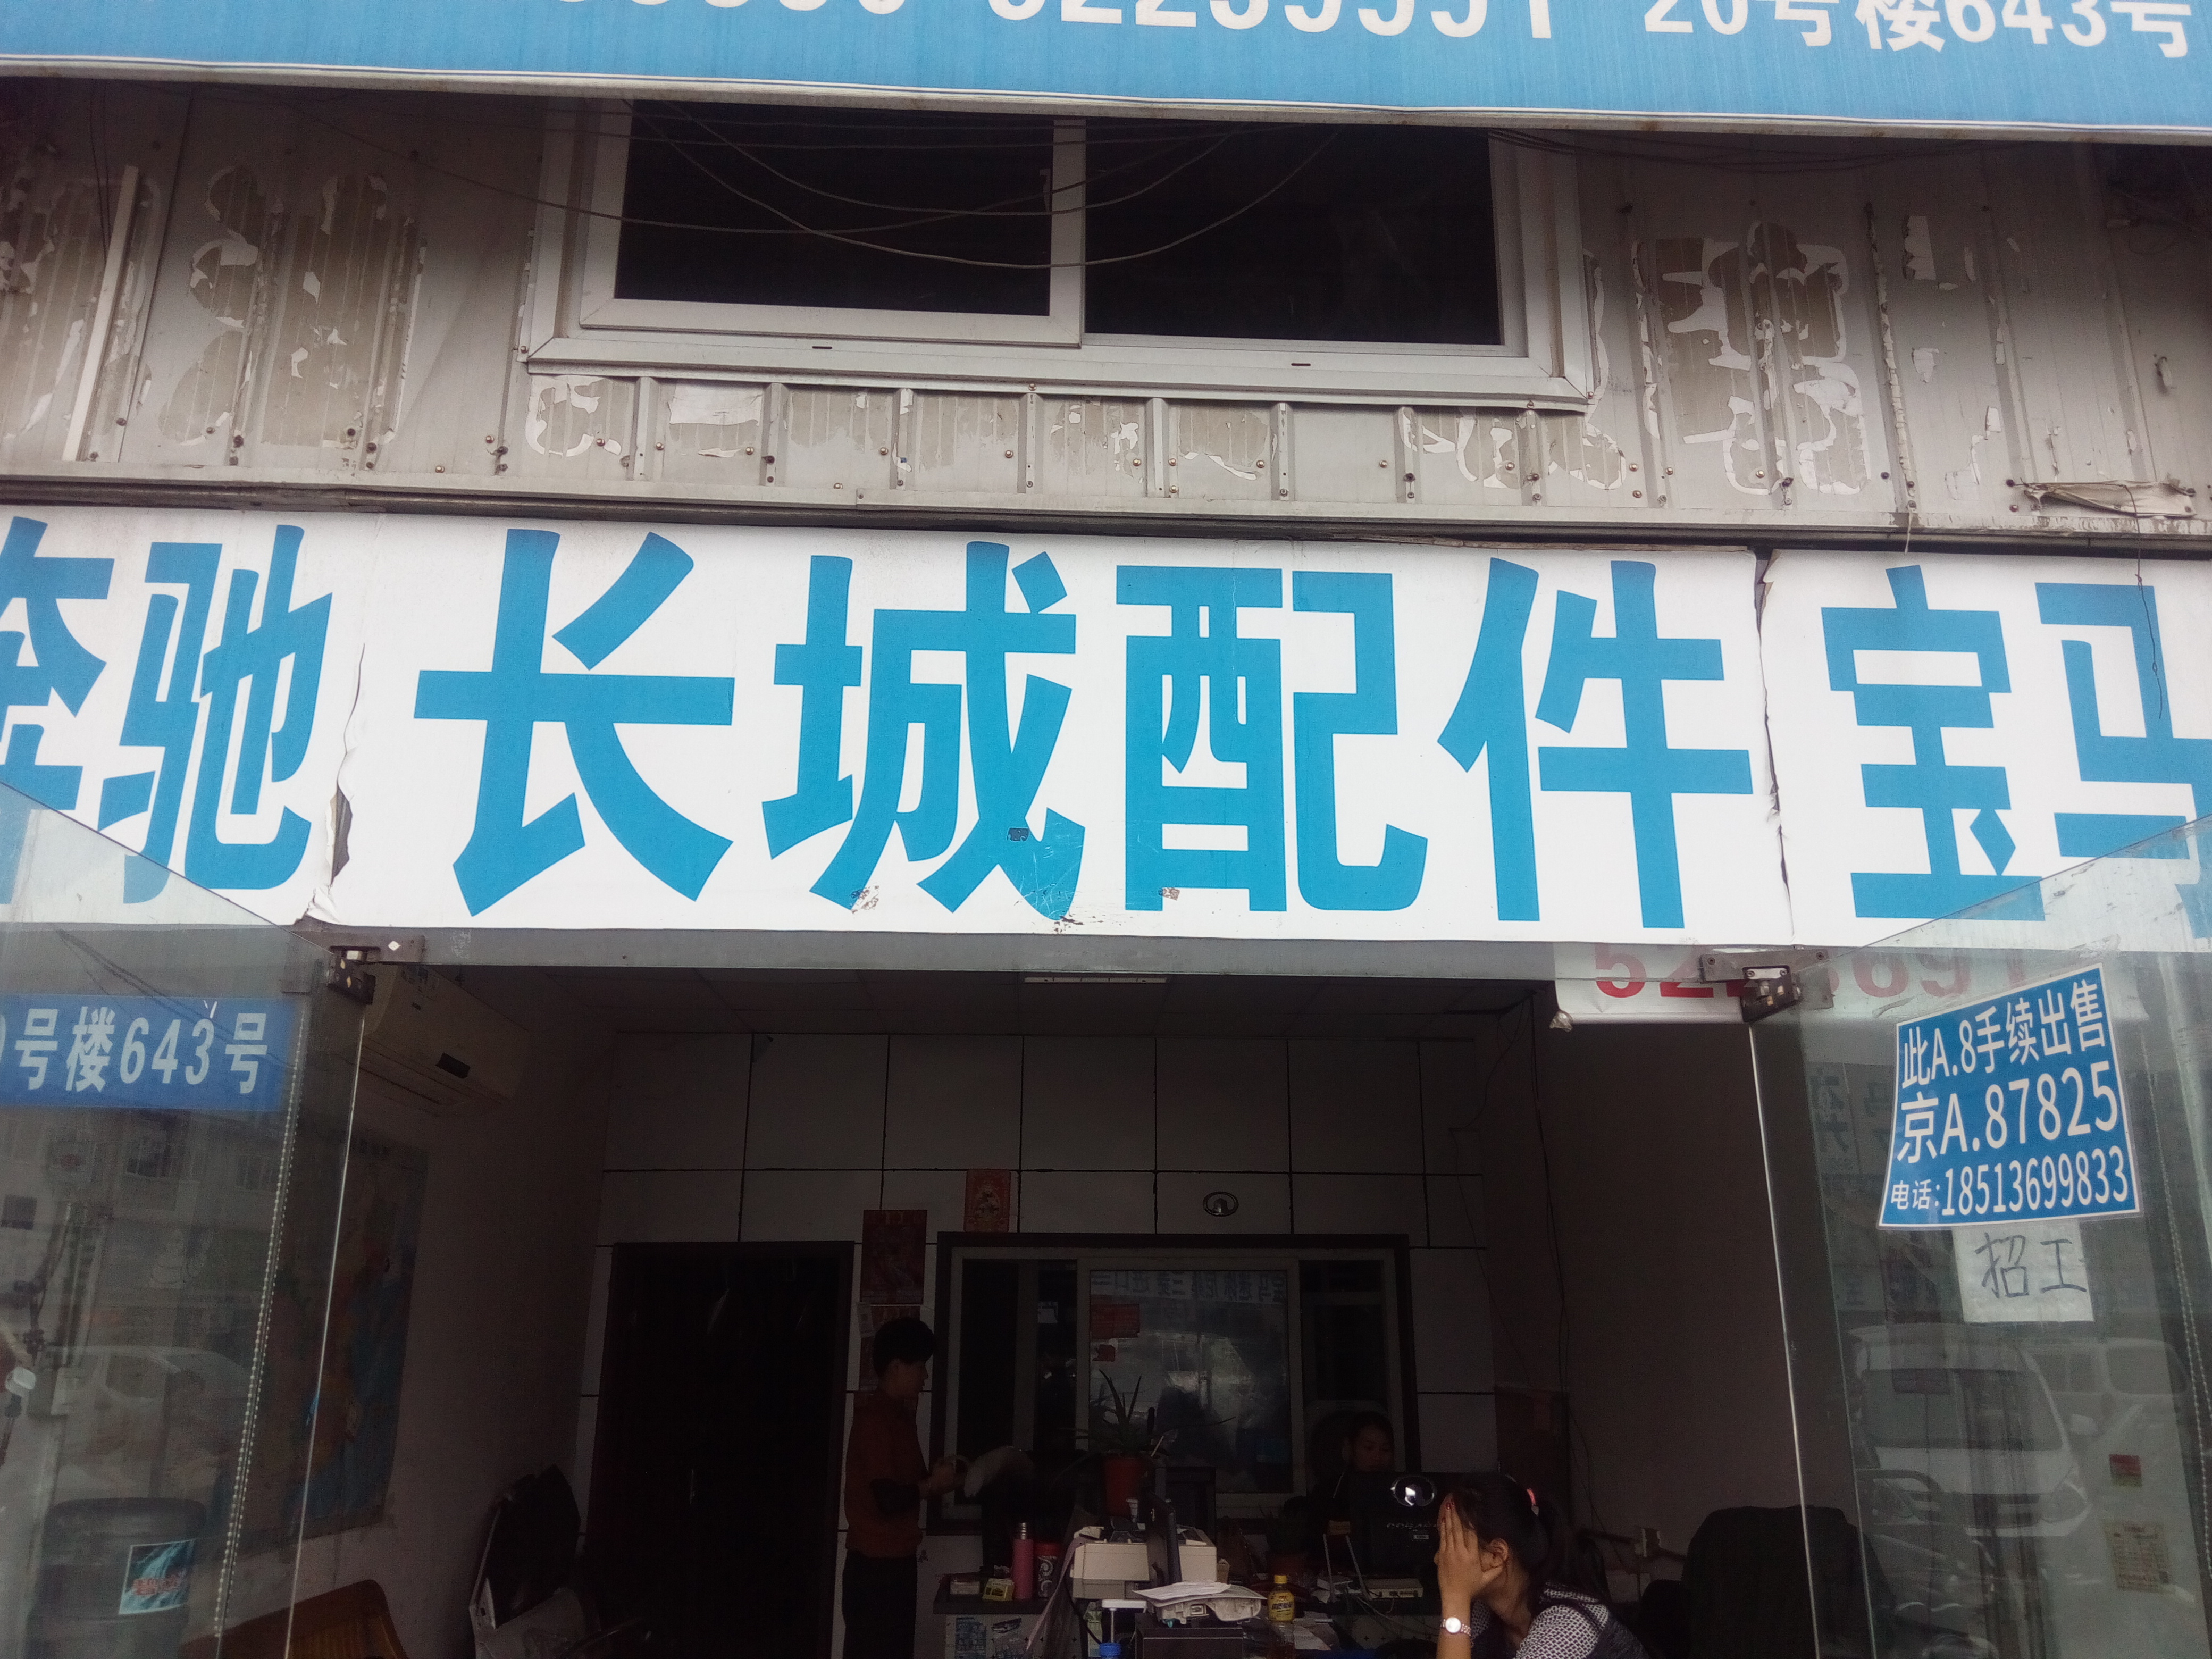 20号楼643号
奔驰 长城配件 宝马
号楼643号
此A.8手续出售
京A.87825
电话:18513699833
招工